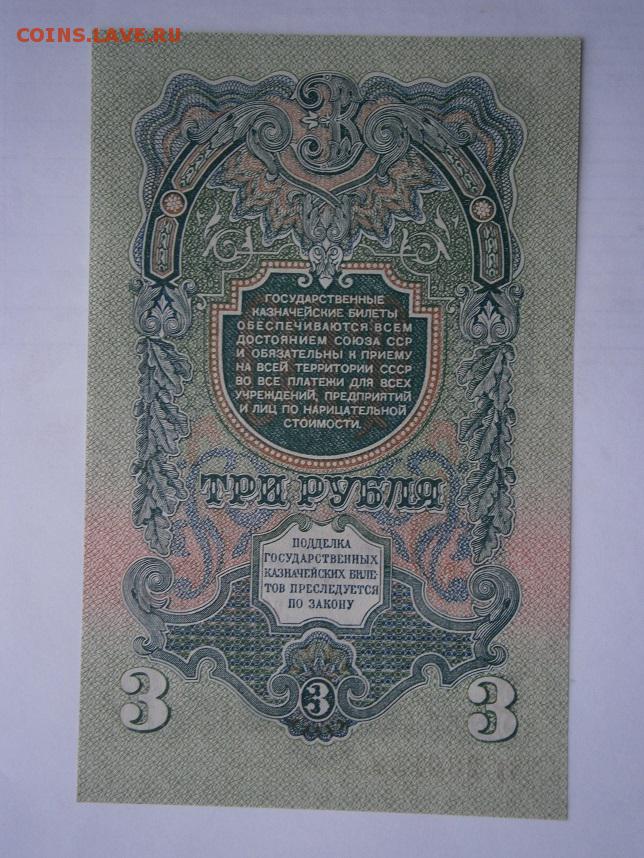 COINS.LAVE.RU
ГОСУДАРСТВЕННЫЕ
КАЗНАЧЕЙСКИЕ БИЛЕТЫ
ОБЕСПЕЧИВАЮТСЯ ВСЕМ
ДОСТОЯНИЕМ СОЮЗА ССР
И ОБЯЗАТЕЛЬНЫ К ПРИЕМУ
НА ВСЕЙ ТЕРРИТОРИИ СССР
ВО ВСЕ ПЛАТЕЖИ ДЛЯ ВСЕХ
УЧРЕЖДЕНИЙ, ПРЕДПРИЯТИЙ
И ЛИЦ ПО НАРИЦАТЕЛЬНОЙ
СТОИМОСТИ.
ТРИ РУБЛЯ
ПОДДЕЛКА
ГОСУДАРСТВЕННЫХ
КАЗНАЧЕЙСКИХ БИЛЕ-
ТОВ ПРЕСЛЕДУЕТСЯ
ПО ЗАКОНУ
3 3 3